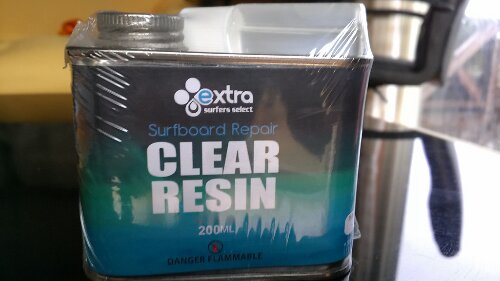 extra
surfers select
Surfboard Repair
CLEAR
RESIN
200ML
DANGER FLAMMABLE